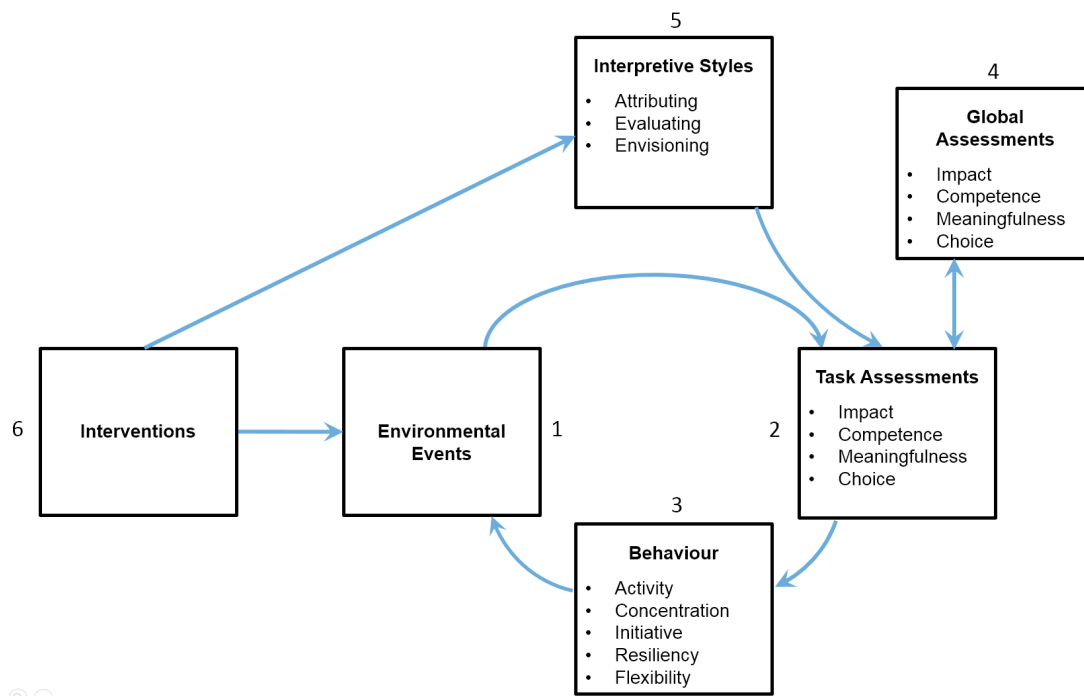 5
Interpretive Styles
• Attributing
• Evaluating
• Envisioning
4
Global
Assessments
• Impact
• Competence
• Meaningfulness
• Choice
6
Interventions
Environmental
Events
1
2
Task Assessments
• Impact
• Competence
• Meaningfulness
• Choice
3
Behaviour
• Activity
• Concentration
• Initiative
• Resiliency
• Flexibility